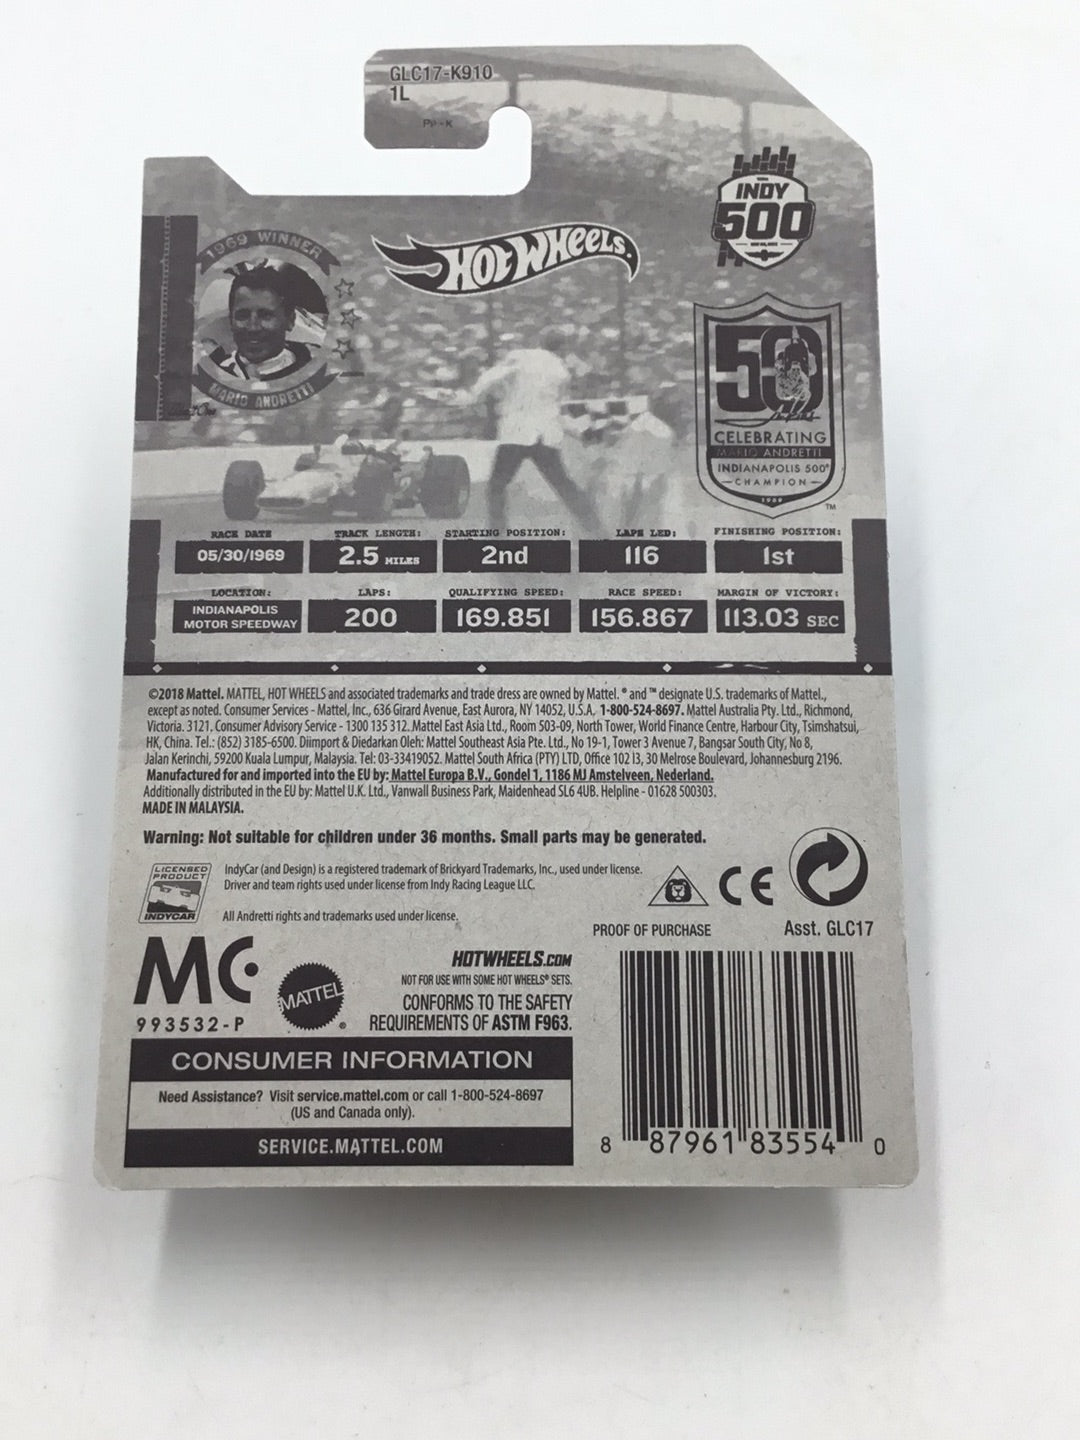 GLC17-K910
1L
INDY
500
1969 WINNER
HOT WHEELS
MARIO ANDRETTI
50
CELEBRATING
MARIO ANDRETTI
INDIANAPOLIS 500®
CHAMPION
1969
TM
RACE DATE
TRACK LENGTH:
STARTING POSITION:
LAPS LED:
FINISHING POSITION:
05/30/1969
2.5 MILES
2nd
116
1st
LOCATION:
LAPS:
QUALIFYING SPEED:
RACE SPEED:
MARGIN OF VICTORY:
INDIANAPOLIS
MOTOR SPEEDWAY
200
169.851
156.867
113.03 SEC
©2018 Mattel. MATTEL, HOT WHEELS and associated trademarks and trade dress are owned by Mattel. ® and ™ designate U.S. trademarks of Mattel.,
except as noted. Consumer Services - Mattel, Inc., 636 Girard Avenue, East Aurora, NY 14052, U.S.A. 1-800-524-8697. Mattel Australia Pty. Ltd., Richmond,
Victoria. 3121. Consumer Advisory Service - 1300 135 312. Mattel East Asia Ltd., Room 503-09, North Tower, World Finance Centre, Harbour City, Tsimshatsui,
HK, China. Tel.: (852) 3185-6500. Diimport & Diedarkan Oleh: Mattel Southeast Asia Pte. Ltd., No 19-1, Tower 3 Avenue 7, Bangsar South City, No 8,
Jalan Kerinchi, 59200 Kuala Lumpur, Malaysia. Tel: 03-33419052. Mattel South Africa (PTY) LTD, Office 102 I3, 30 Melrose Boulevard, Johannesburg 2196.
Manufactured for and imported into the EU by: Mattel Europa B.V., Gondel 1, 1186 MJ Amstelveen, Nederland.
Additionally distributed in the EU by: Mattel U.K. Ltd., Vanwall Business Park, Maidenhead SL6 4UB. Helpline - 01628 500303.
MADE IN MALAYSIA.
Warning: Not suitable for children under 36 months. Small parts may be generated.
LICENSED
PRODUCT
INDYCAR
IndyCar (and Design) is a registered trademark of Brickyard Trademarks, Inc., used under license.
Driver and team rights used under license from Indy Racing League LLC.
All Andretti rights and trademarks used under license.
CE
PROOF OF PURCHASE
Asst. GLC17
MC
993532-P
MATTEL
®
HOTWHEELS.COM
NOT FOR USE WITH SOME HOT WHEELS® SETS.
CONFORMS TO THE SAFETY
REQUIREMENTS OF ASTM F963.
CONSUMER INFORMATION
Need Assistance? Visit service.mattel.com or call 1-800-524-8697
(US and Canada only).
SERVICE.MATTEL.COM
8 87961 83554 0